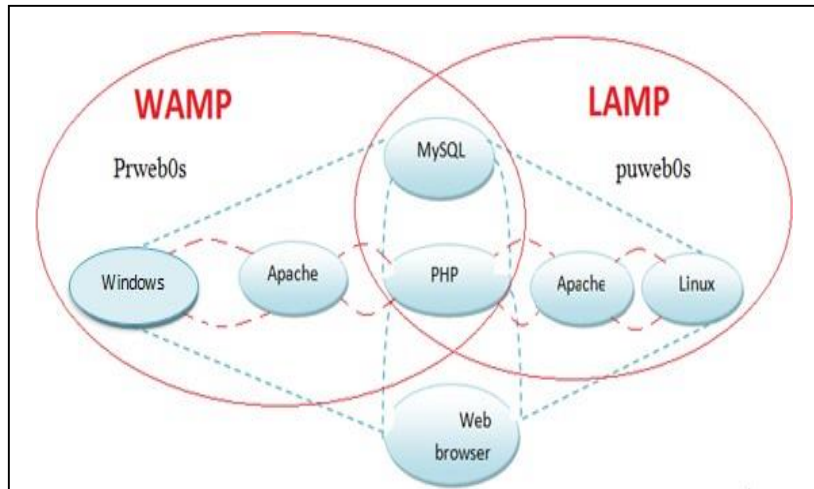 WAMP
LAMP
Prweb0s
puweb0s
MySQL
Windows
Apache
PHP
Apache
Linux
Web
browser